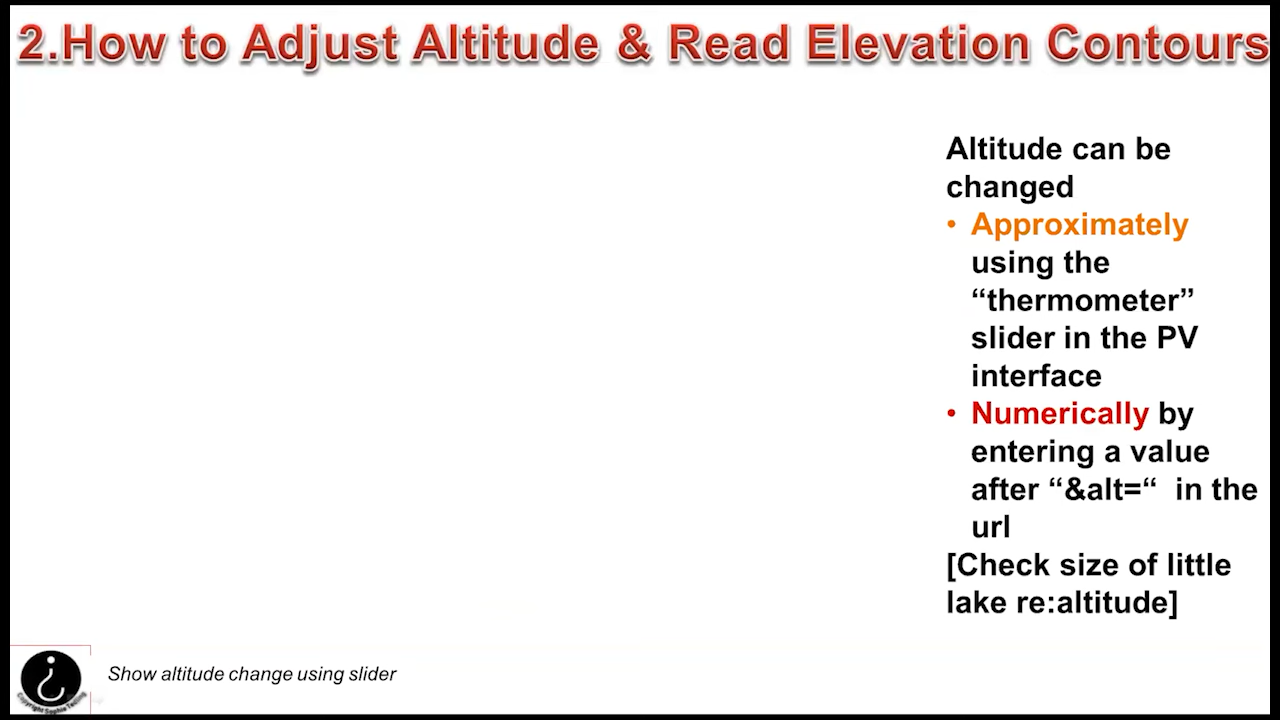 2.How to Adjust Altitude & Read Elevation Contours
Altitude can be
changed
• Approximately
using the
“thermometer”
slider in the PV
interface
• Numerically by
entering a value
after “&alt=“ in the
url
[Check size of little
lake re:altitude]
Show altitude change using slider